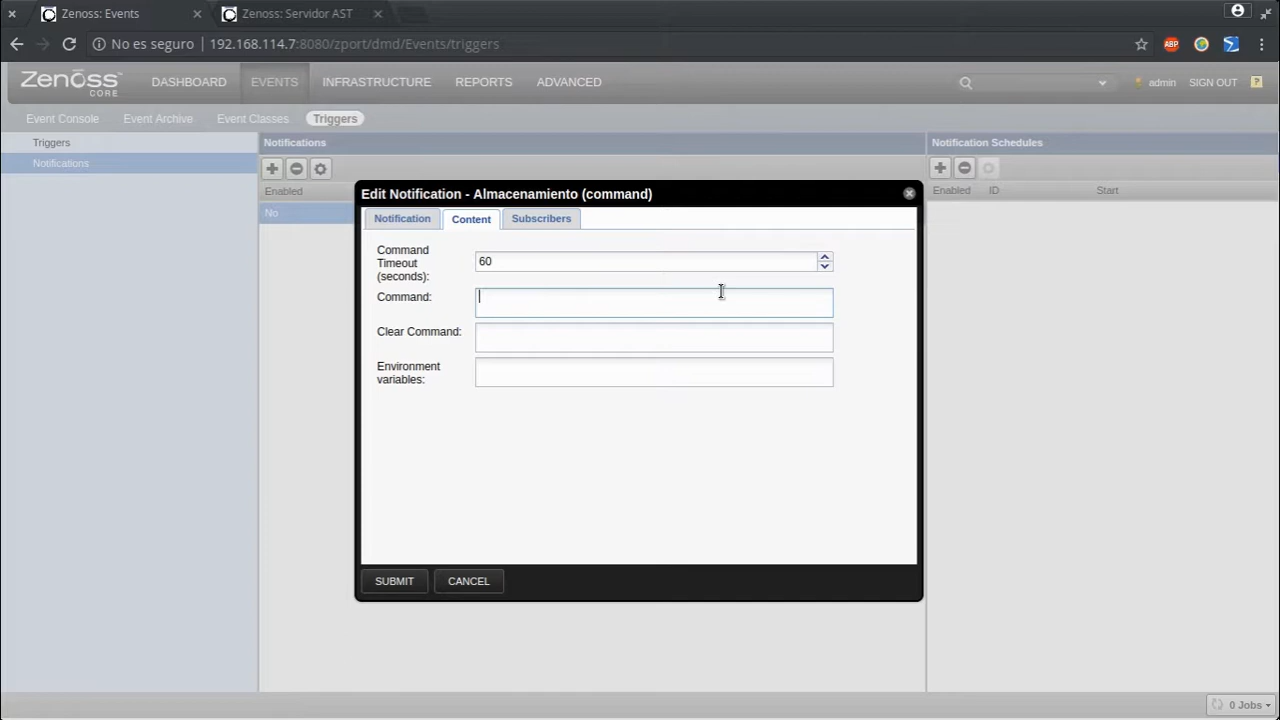 Zenoss: Events
Zenoss: Servidor AST
No es seguro 192.168.114.7:8080/zport/dmd/Events/triggers
ABP
Zenoss™
CORE
DASHBOARD EVENTS INFRASTRUCTURE REPORTS ADVANCED
admin SIGN OUT ?
Event Console Event Archive Event Classes Triggers
Triggers
Notifications
Notifications
Notification Schedules
Enabled
Enabled ID Start
No
Edit Notification - Almacenamiento (command)
Notification Content Subscribers
Command
Timeout
(seconds):
60
Command:
Clear Command:
Environment
variables:
SUBMIT CANCEL
0 Jobs